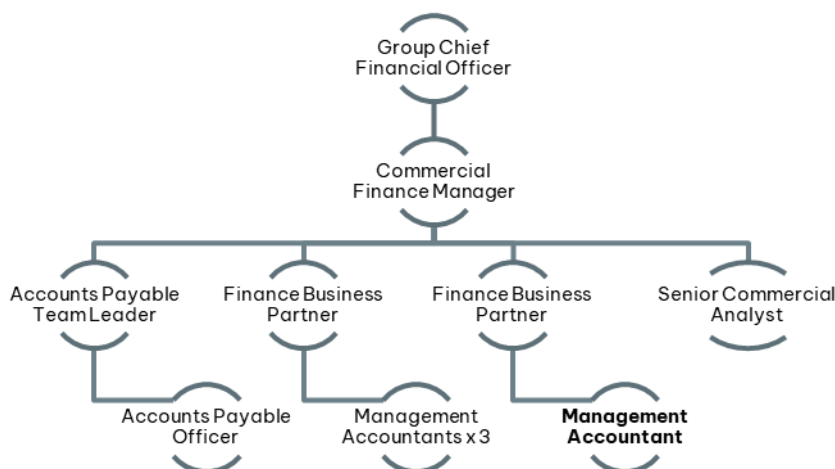 Group Chief
Financial Officer
Commercial
Finance Manager
Accounts Payable
Team Leader
Finance Business
Partner
Finance Business
Partner
Senior Commercial
Analyst
Accounts Payable
Officer
Management
Accountants x 3
Management
Accountant